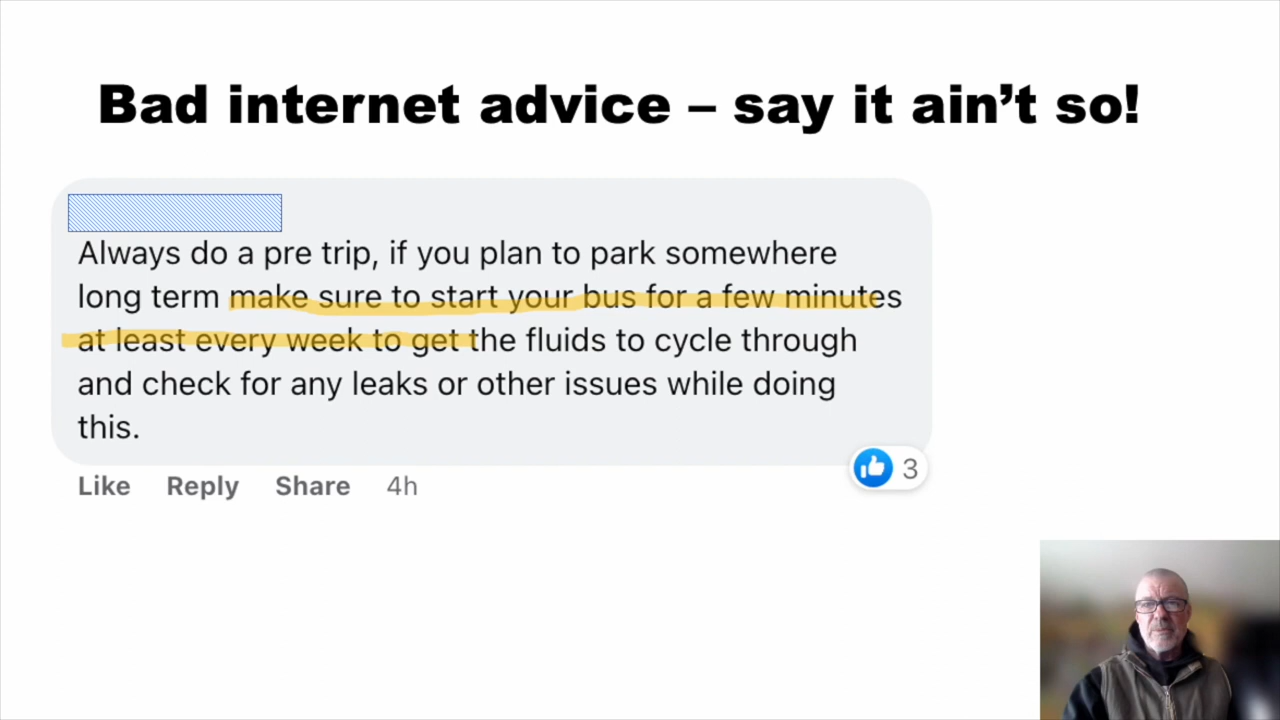 Bad internet advice – say it ain’t so!
Always do a pre trip, if you plan to park somewhere
long term make sure to start your bus for a few minutes
at least every week to get the fluids to cycle through
and check for any leaks or other issues while doing
this.
3
Like Reply Share 4h